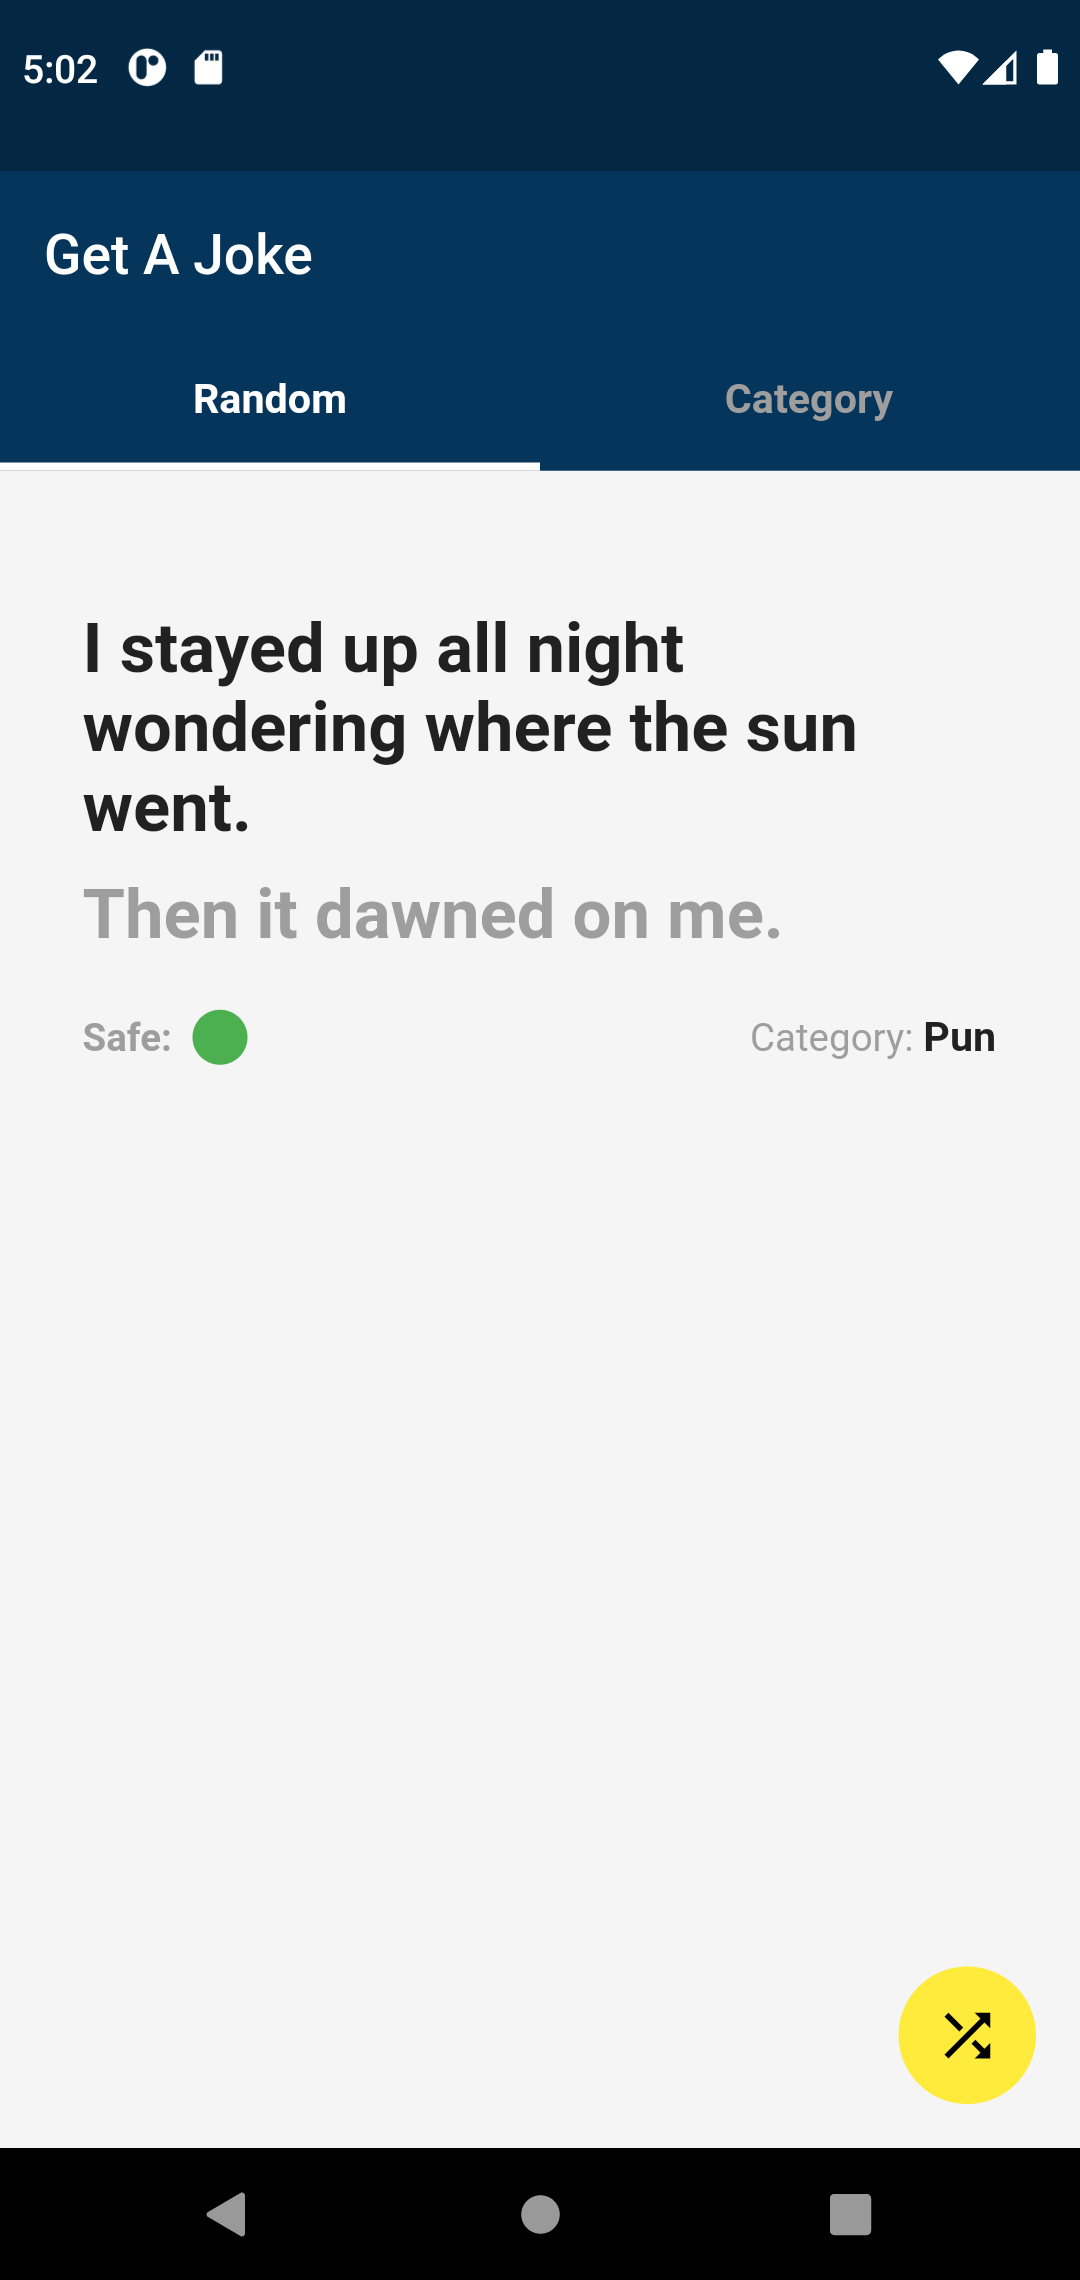 5:02
Get A Joke
Random
Category
I stayed up all night
wondering where the sun
went.
Then it dawned on me.
Safe:
Category: Pun